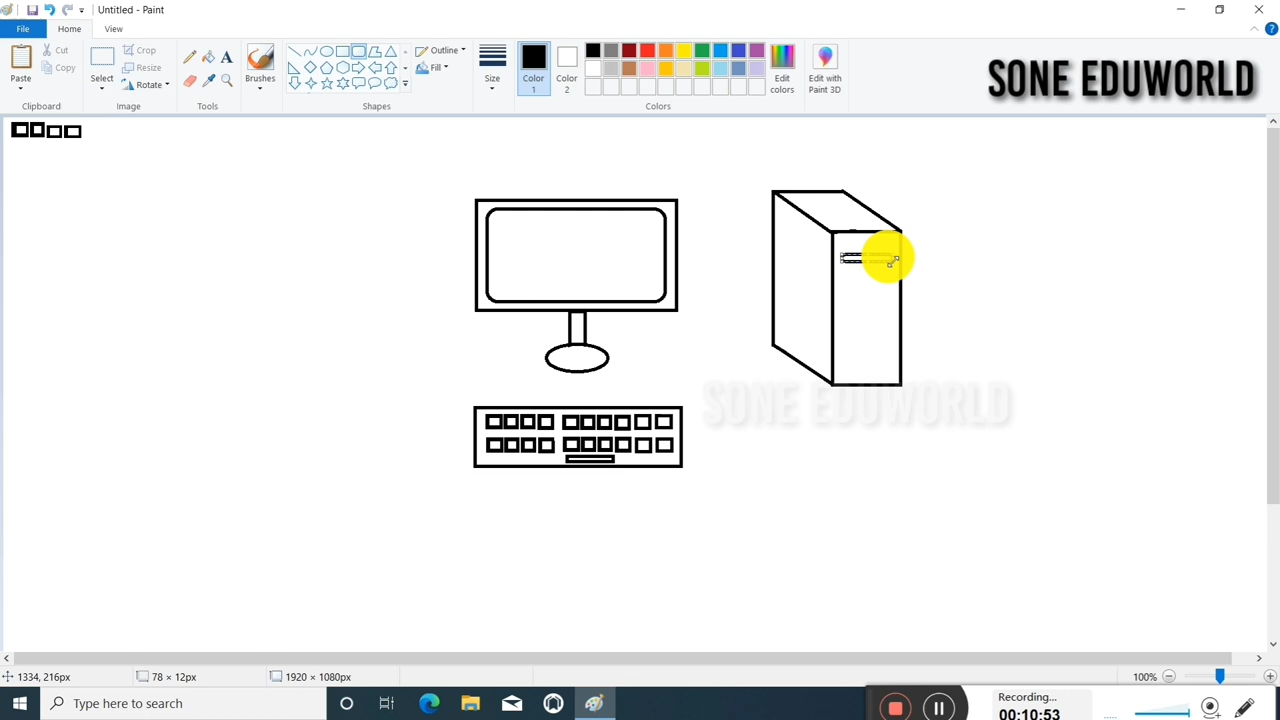 Untitled - Paint
File Home View
Paste
Cut
Copy
Clipboard
Select
Crop
Resize
Rotate
Image
Tools
Brushes
Shapes
Outline
Fill
Size
Color 1
Color 2
Colors
Edit colors
Edit with Paint 3D
SONE EDUWORLD
SONE EDUWORLD
1334, 216px
78 × 12px
1920 × 1080px
100%
Type here to search
Recording...
00:10:53